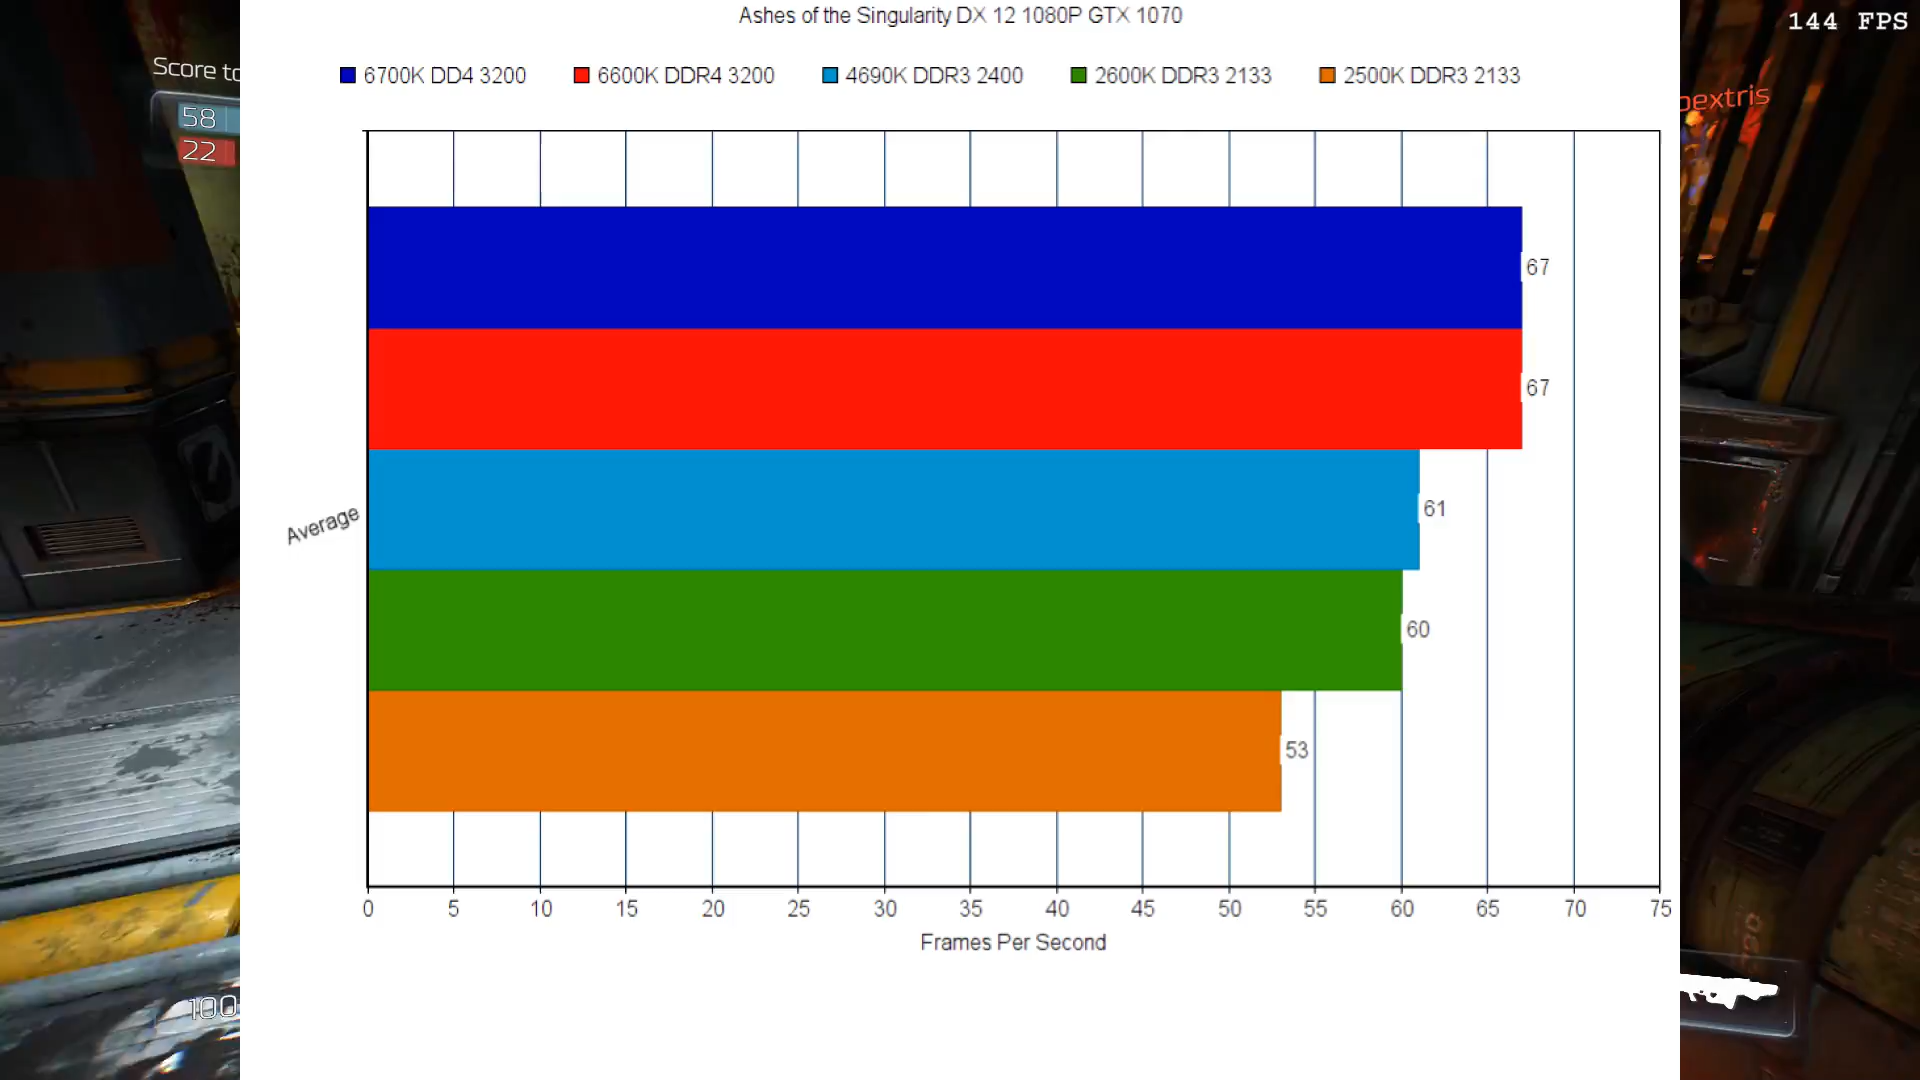 Ashes of the Singularity DX 12 1080P GTX 1070
144 FPS
Score to
58
22
6700K DD4 3200
6600K DDR4 3200
4690K DDR3 2400
2600K DDR3 2133
2500K DDR3 2133
67
67
61
60
53
Average
0 5 10 15 20 25 30 35 40 45 50 55 60 65 70 75
Frames Per Second
100